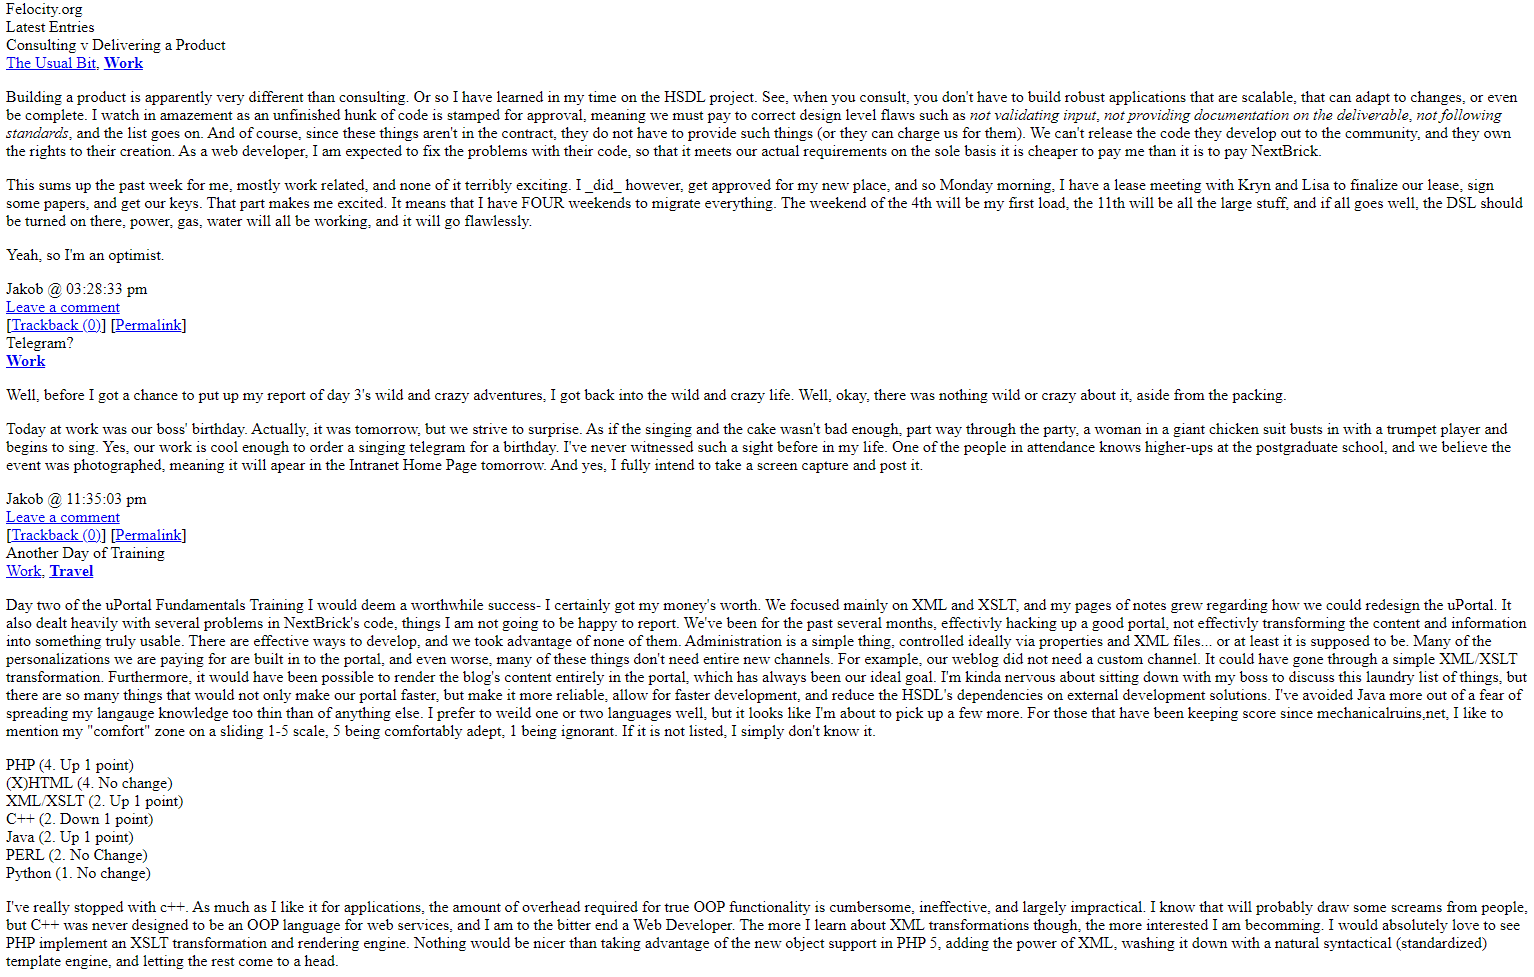 Felocity.org
Latest Entries
Consulting v Delivering a Product
The Usual Bit, Work
Building a product is apparently very different than consulting. Or so I have learned in my time on the HSDL project. See, when you consult, you don't have to build robust applications that are scalable, that can adapt to changes, or even
be complete. I watch in amazement as an unfinished hunk of code is stamped for approval, meaning we must pay to correct design level flaws such as not validating input, not providing documentation on the deliverable, not following
standards, and the list goes on. And of course, since these things aren't in the contract, they do not have to provide such things (or they can charge us for them). We can't release the code they develop out to the community, and they own
the rights to their creation. As a web developer, I am expected to fix the problems with their code, so that it meets our actual requirements on the sole basis it is cheaper to pay me than it is to pay NextBrick.
This sums up the past week for me, mostly work related, and none of it terribly exciting. I _did_ however, get approved for my new place, and so Monday morning, I have a lease meeting with Kryn and Lisa to finalize our lease, sign
some papers, and get our keys. That part makes me excited. It means that I have FOUR weekends to migrate everything. The weekend of the 4th will be my first load, the 11th will be all the large stuff, and if all goes well, the DSL should
be turned on there, power, gas, water will all be working, and it will go flawlessly.
Yeah, so I'm an optimist.
Jakob @ 03:28:33 pm
Leave a comment
[Trackback (0)] [Permalink]
Telegram?
Work
Well, before I got a chance to put up my report of day 3's wild and crazy adventures, I got back into the wild and crazy life. Well, okay, there was nothing wild or crazy about it, aside from the packing.
Today at work was our boss' birthday. Actually, it was tomorrow, but we strive to surprise. As if the singing and the cake wasn't bad enough, part way through the party, a woman in a giant chicken suit busts in with a trumpet player and
begins to sing. Yes, our work is cool enough to order a singing telegram for a birthday. I've never witnessed such a sight before in my life. One of the people in attendance knows higher-ups at the postgraduate school, and we believe the
event was photographed, meaning it will apear in the Intranet Home Page tomorrow. And yes, I fully intend to take a screen capture and post it.
Jakob @ 11:35:03 pm
Leave a comment
[Trackback (0)] [Permalink]
Another Day of Training
Work, Travel
Day two of the uPortal Fundamentals Training I would deem a worthwhile success- I certainly got my money's worth. We focused mainly on XML and XSLT, and my pages of notes grew regarding how we could redesign the uPortal. It
also dealt heavily with several problems in NextBrick's code, things I am not going to be happy to report. We've been for the past several months, effectivly hacking up a good portal, not effectivly transforming the content and information
into something truly usable. There are effective ways to develop, and we took advantage of none of them. Administration is a simple thing, controlled ideally via properties and XML files... or at least it is supposed to be. Many of the
personalizations we are paying for are built in to the portal, and even worse, many of these things don't need entire new channels. For example, our weblog did not need a custom channel. It could have gone through a simple XML/XSLT
transformation. Furthermore, it would have been possible to render the blog's content entirely in the portal, which has always been our ideal goal. I'm kinda nervous about sitting down with my boss to discuss this laundry list of things, but
there are so many things that would not only make our portal faster, but make it more reliable, allow for faster development, and reduce the HSDL's dependencies on external development solutions. I've avoided Java more out of a fear of
spreading my langauge knowledge too thin than of anything else. I prefer to weild one or two languages well, but it looks like I'm about to pick up a few more. For those that have been keeping score since mechanicalruins,net, I like to
mention my "comfort" zone on a sliding 1-5 scale, 5 being comfortably adept, 1 being ignorant. If it is not listed, I simply don't know it.
PHP (4. Up 1 point)
(X)HTML (4. No change)
XML/XSLT (2. Up 1 point)
C++ (2. Down 1 point)
Java (2. Up 1 point)
PERL (2. No Change)
Python (1. No change)
I've really stopped with c++. As much as I like it for applications, the amount of overhead required for true OOP functionality is cumbersome, ineffective, and largely impractical. I know that will probably draw some screams from people,
but C++ was never designed to be an OOP language for web services, and I am to the bitter end a Web Developer. The more I learn about XML transformations though, the more interested I am becomming. I would absolutely love to see
PHP implement an XSLT transformation and rendering engine. Nothing would be nicer than taking advantage of the new object support in PHP 5, adding the power of XML, washing it down with a natural syntactical (standardized)
template engine, and letting the rest come to a head.